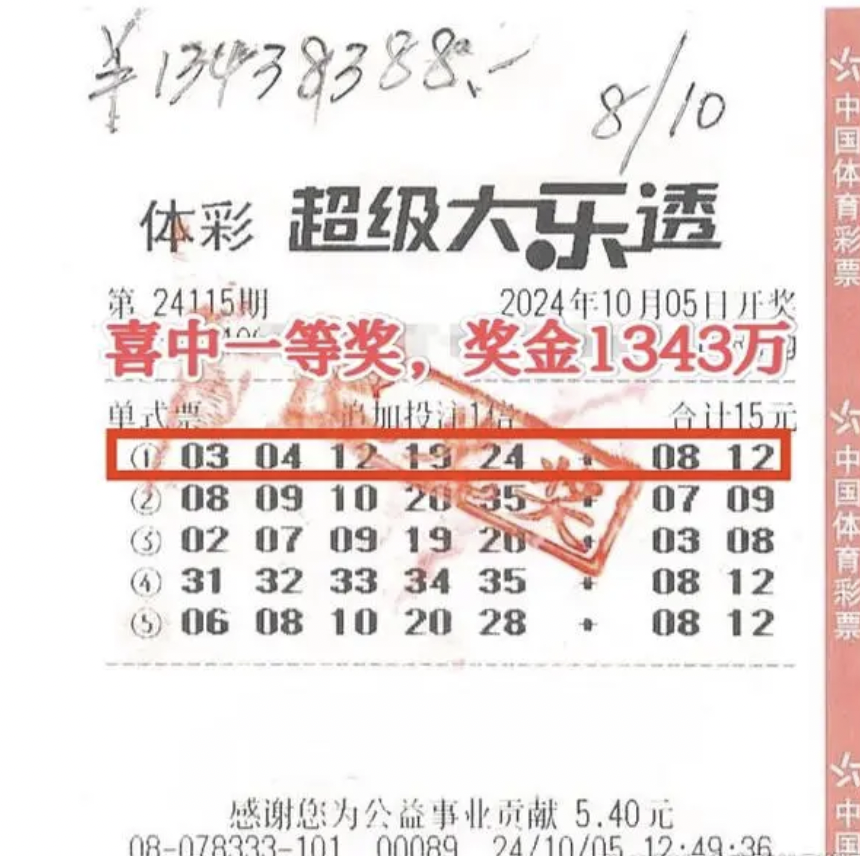 ¥13438388.-
8/10
体彩 超级大乐透
第 24115期 2024年10月05日开奖
喜中一等奖，奖金1343万
单式票 追加投注1倍 合计15元
① 03 04 12 19 24 + 08 12
② 08 09 10 20 35 + 07 09
③ 02 07 09 19 20 + 03 08
④ 31 32 33 34 35 + 08 12
⑤ 06 08 10 20 28 + 08 12
奖
感谢您为公益事业贡献 5.40元
08-078333-101 00089 24/10/05 12:49:36
中国体育彩票
中国体育彩票
中国